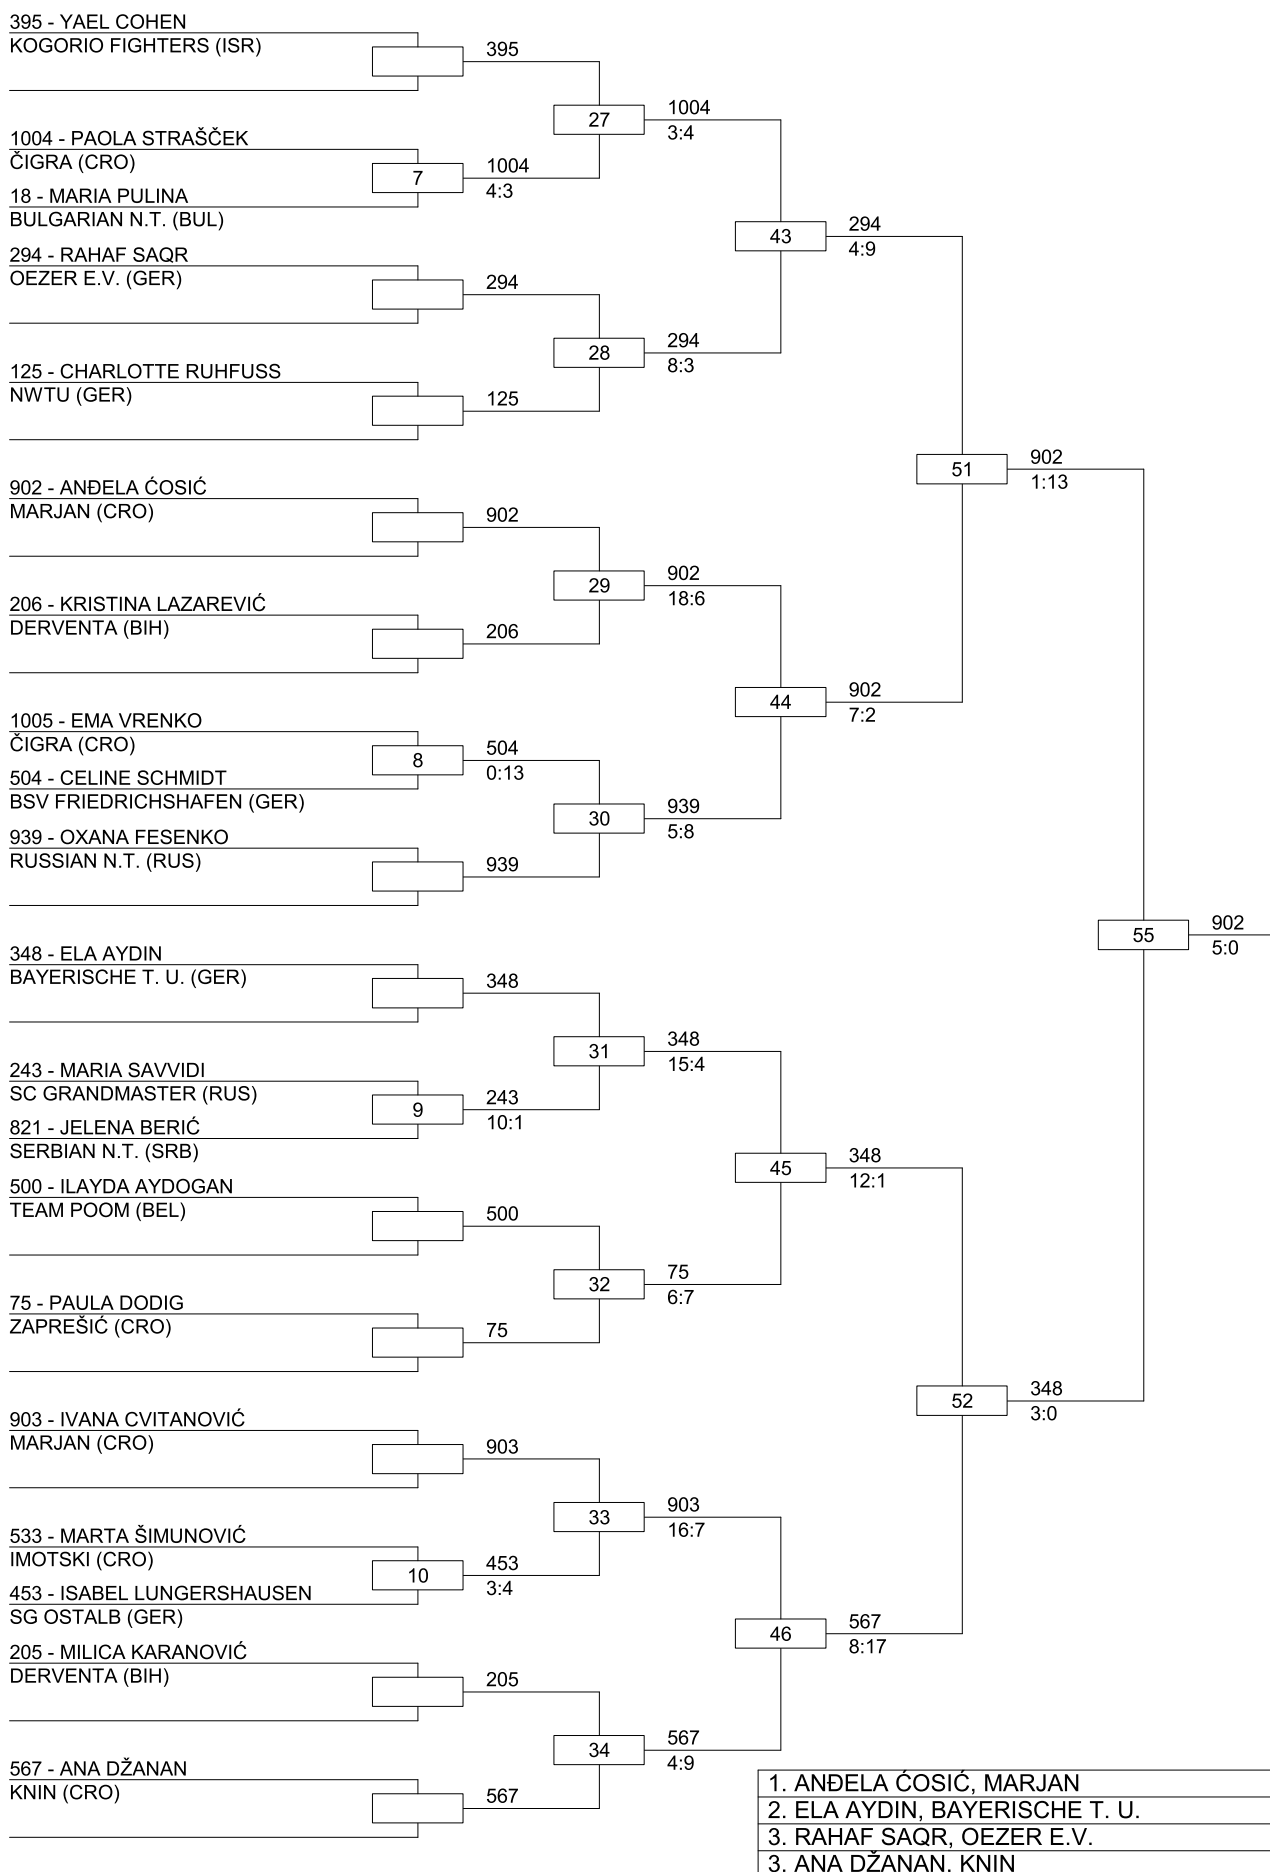 395 - YAEL COHEN
KOGORIO FIGHTERS (ISR)
395
27
1004
3:4
1004 - PAOLA STRAŠČEK
ČIGRA (CRO)
7
1004
4:3
18 - MARIA PULINA
BULGARIAN N.T. (BUL)
43
294
4:9
294 - RAHAF SAQR
OEZER E.V. (GER)
294
28
294
8:3
125 - CHARLOTTE RUHFUSS
NWTU (GER)
125
51
902
1:13
902 - ANĐELA ĆOSIĆ
MARJAN (CRO)
902
29
902
18:6
206 - KRISTINA LAZAREVIĆ
DERVENTA (BIH)
206
44
902
7:2
1005 - EMA VRENKO
ČIGRA (CRO)
8
504
0:13
504 - CELINE SCHMIDT
BSV FRIEDRICHSHAFEN (GER)
30
939
5:8
939 - OXANA FESENKO
RUSSIAN N.T. (RUS)
939
55
902
5:0
348 - ELA AYDIN
BAYERISCHE T. U. (GER)
348
31
348
15:4
243 - MARIA SAVVIDI
SC GRANDMASTER (RUS)
9
243
10:1
821 - JELENA BERIĆ
SERBIAN N.T. (SRB)
45
348
12:1
500 - ILAYDA AYDOGAN
TEAM POOM (BEL)
500
32
75
6:7
75 - PAULA DODIG
ZAPREŠIĆ (CRO)
75
52
348
3:0
903 - IVANA CVITANOVIĆ
MARJAN (CRO)
903
33
903
16:7
533 - MARTA ŠIMUNOVIĆ
IMOTSKI (CRO)
10
453
3:4
453 - ISABEL LUNGERSHAUSEN
SG OSTALB (GER)
46
567
8:17
205 - MILICA KARANOVIĆ
DERVENTA (BIH)
205
34
567
4:9
567 - ANA DŽANAN
KNIN (CRO)
567
1. ANĐELA ĆOSIĆ, MARJAN
2. ELA AYDIN, BAYERISCHE T. U.
3. RAHAF SAQR, OEZER E.V.
3. ANA DŽANAN, KNIN